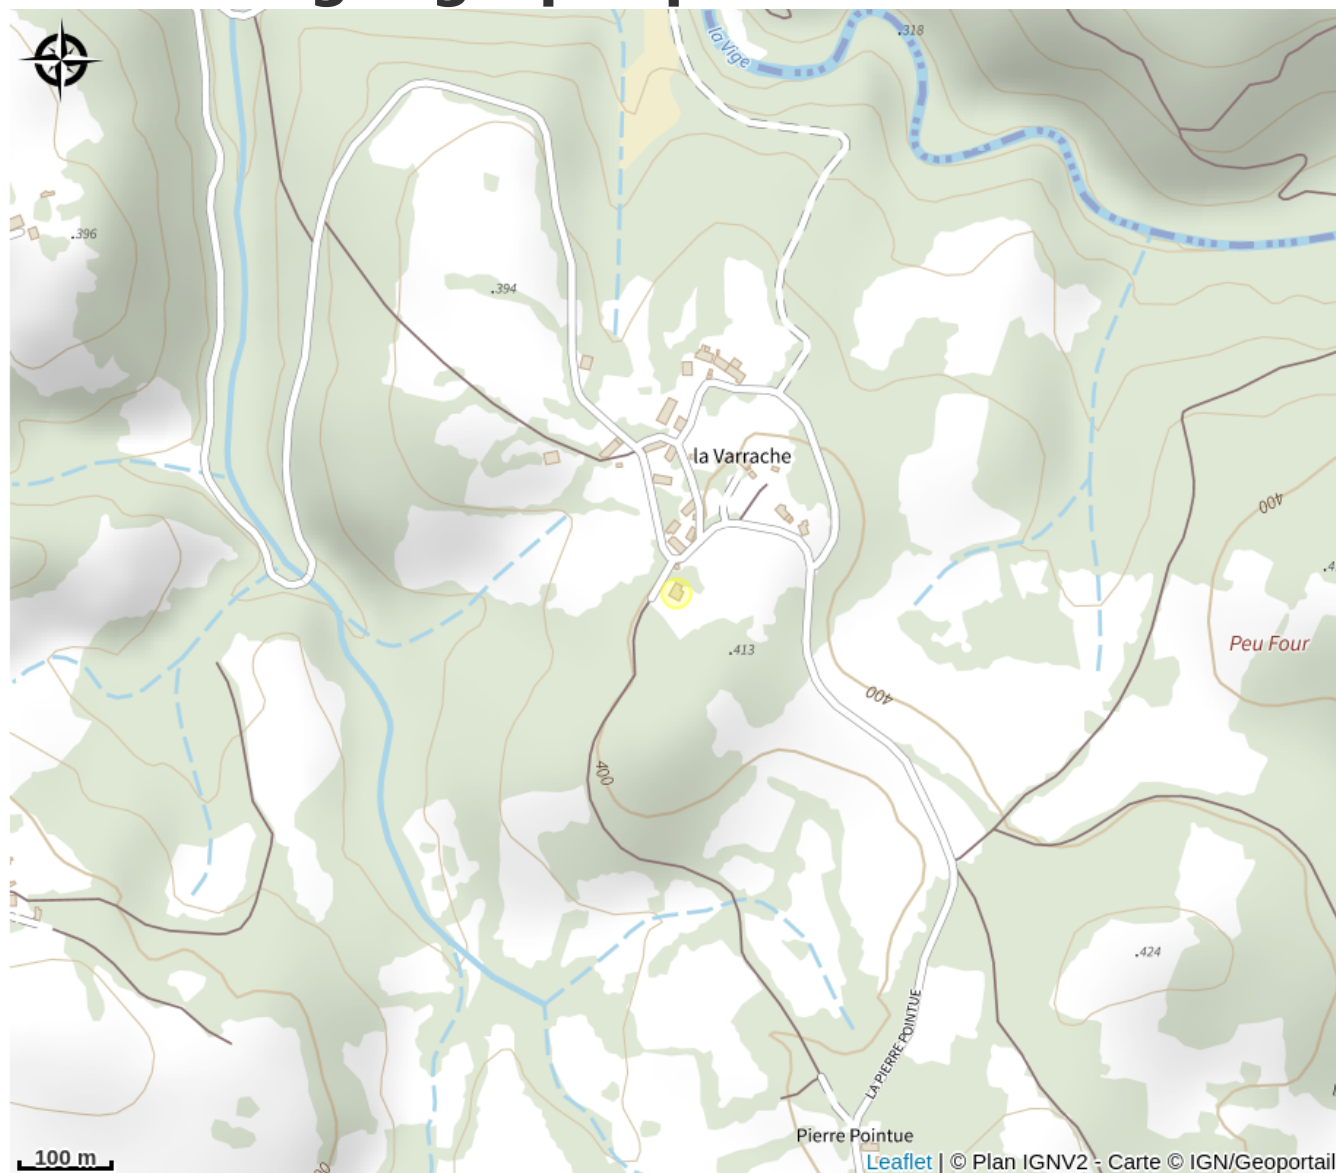 la Vige
.318
.396
.394
la Varrache
400
Peu Four
.413
400
400
.424
LA PIERRE POINTUE
Pierre Pointue
100 m
Leaflet | © Plan IGNV2 - Carte © IGN/Geoportail